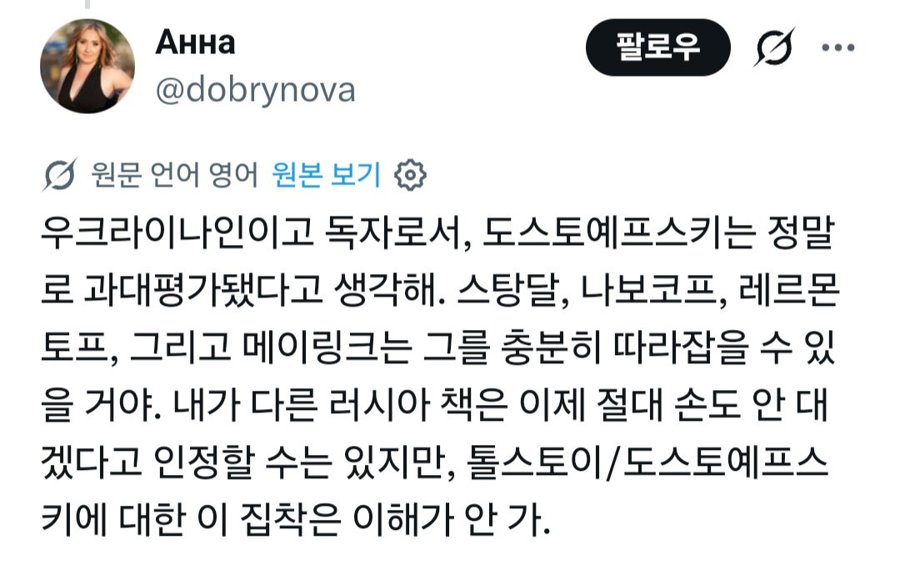 Анна
팔로우
@dobrynova
원문 언어 영어 원본 보기
우크라이나인이고 독자로서, 도스토예프스키는 정말
로 과대평가됐다고 생각해. 스탕달, 나보코프, 레르몬
토프, 그리고 메이링크는 그를 충분히 따라잡을 수 있
을 거야. 내가 다른 러시아 책은 이제 절대 손도 안 대
겠다고 인정할 수는 있지만, 톨스토이/도스토예프스
키에 대한 이 집착은 이해가 안 가.